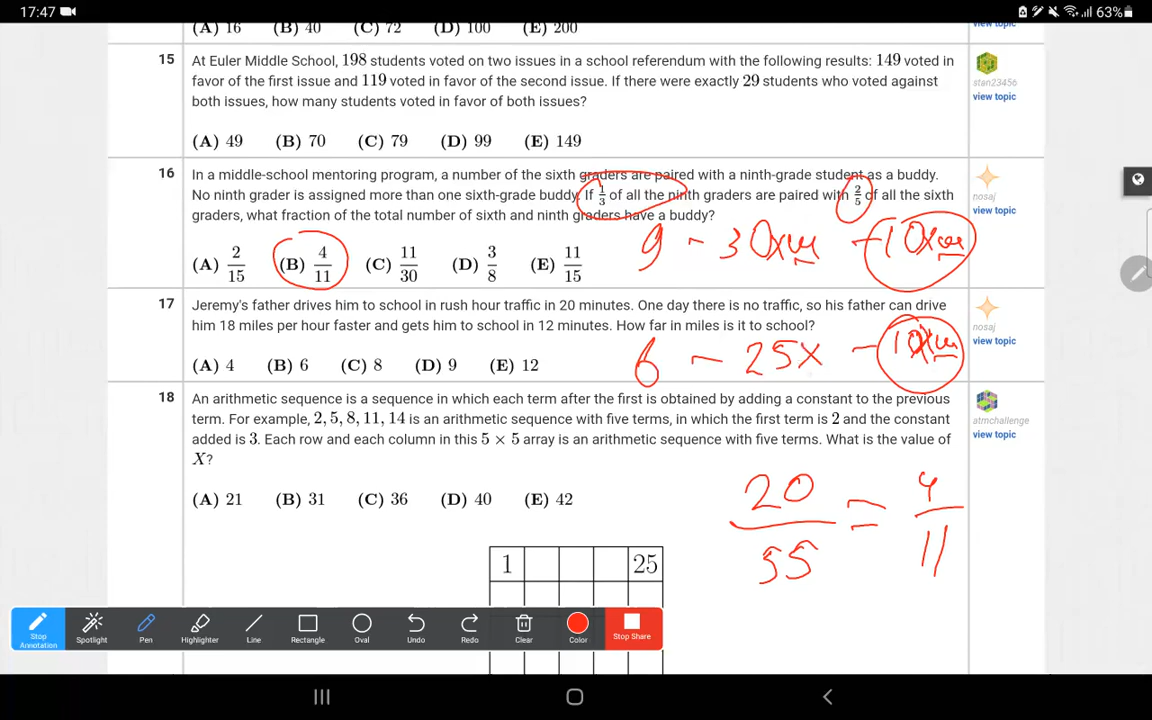 17:47
63%
(A) 16 (B) 40 (C) 72 (D) 100 (E) 200
view topic
15
At Euler Middle School, 198 students voted on two issues in a school referendum with the following results: 149 voted in
favor of the first issue and 119 voted in favor of the second issue. If there were exactly 29 students who voted against
both issues, how many students voted in favor of both issues?
stan23456
view topic
(A) 49 (B) 70 (C) 79 (D) 99 (E) 149
16
In a middle-school mentoring program, a number of the sixth graders are paired with a ninth-grade student as a buddy.
No ninth grader is assigned more than one sixth-grade buddy. If 1/3 of all the ninth graders are paired with 2/5 of all the sixth
graders, what fraction of the total number of sixth and ninth graders have a buddy?
nosaj
view topic
(A) 2/15 (B) 4/11 (C) 11/30 (D) 3/8 (E) 11/15
9 - 30x
10x
17
Jeremy's father drives him to school in rush hour traffic in 20 minutes. One day there is no traffic, so his father can drive
him 18 miles per hour faster and gets him to school in 12 minutes. How far in miles is it to school?
nosaj
view topic
(A) 4 (B) 6 (C) 8 (D) 9 (E) 12
6 - 25x - 10x
18
An arithmetic sequence is a sequence in which each term after the first is obtained by adding a constant to the previous
term. For example, 2, 5, 8, 11, 14 is an arithmetic sequence with five terms, in which the first term is 2 and the constant
added is 3. Each row and each column in this 5 × 5 array is an arithmetic sequence with five terms. What is the value of
X?
atmchallenge
view topic
(A) 21 (B) 31 (C) 36 (D) 40 (E) 42
20/55 = 4/11
1 25
Stop Annotation
Spotlight
Pen
Highlighter
Line
Rectangle
Oval
Undo
Redo
Clear
Color
Stop Share